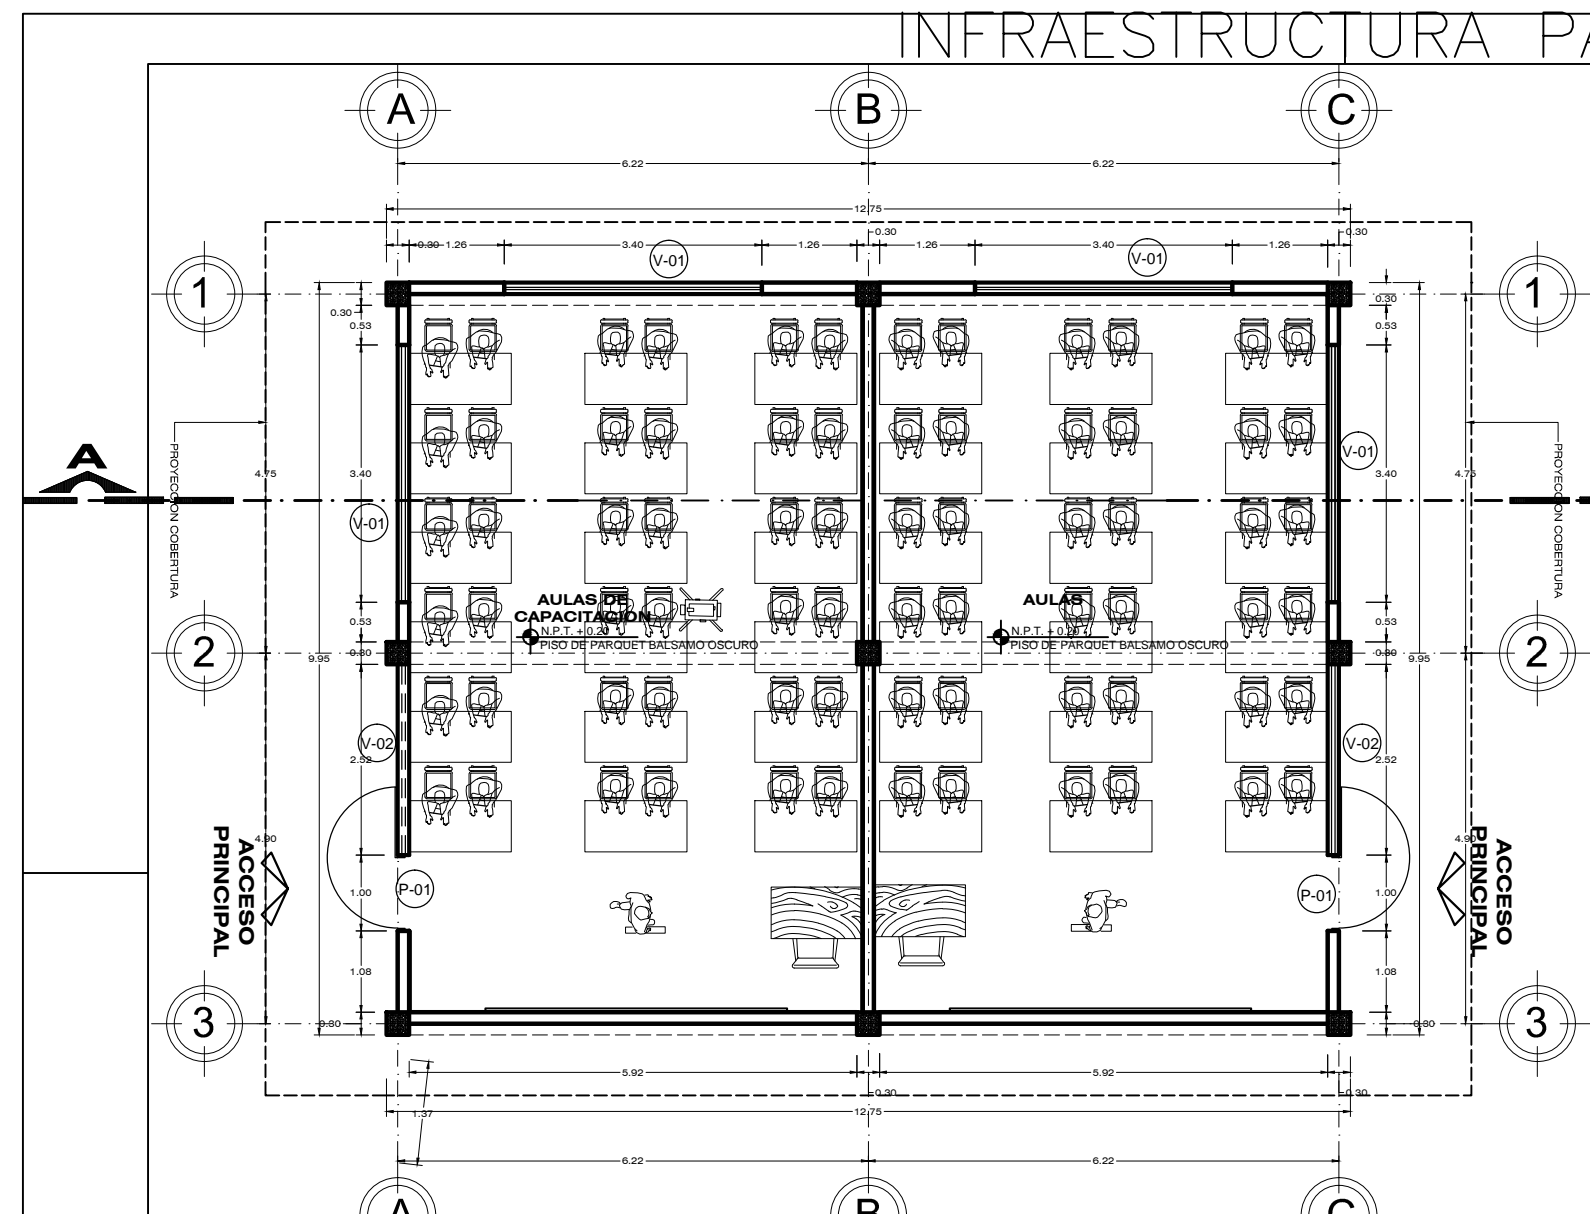 INFRAESTRUCTURA PA
A
B
C
6.22
6.22
12.75
0.30
1.26
3.40
1.26
0.30
1.26
3.40
1.26
0.30
V-01
V-01
1
1
0.30
0.53
0.30
0.53
A
PROYECCION COBERTURA
4.75
3.40
V-01
V-01
3.40
4.75
PROYECCION COBERTURA
AULAS DE
CAPACITACION
N.P.T. + 0.20
PISO DE PARQUET BALSAMO OSCURO
AULAS
N.P.T. + 0.20
PISO DE PARQUET BALSAMO OSCURO
0.53
0.53
2
9.95
0.30
0.30
9.95
2
V-02
2.52
V-02
2.52
ACCESO
PRINCIPAL
4.90
4.90
ACCESO
PRINCIPAL
1.00
P-01
P-01
1.00
1.08
1.08
3
0.30
0.30
3
5.92
0.30
5.92
0.30
1.37
12.75
6.22
6.22
A
B
C